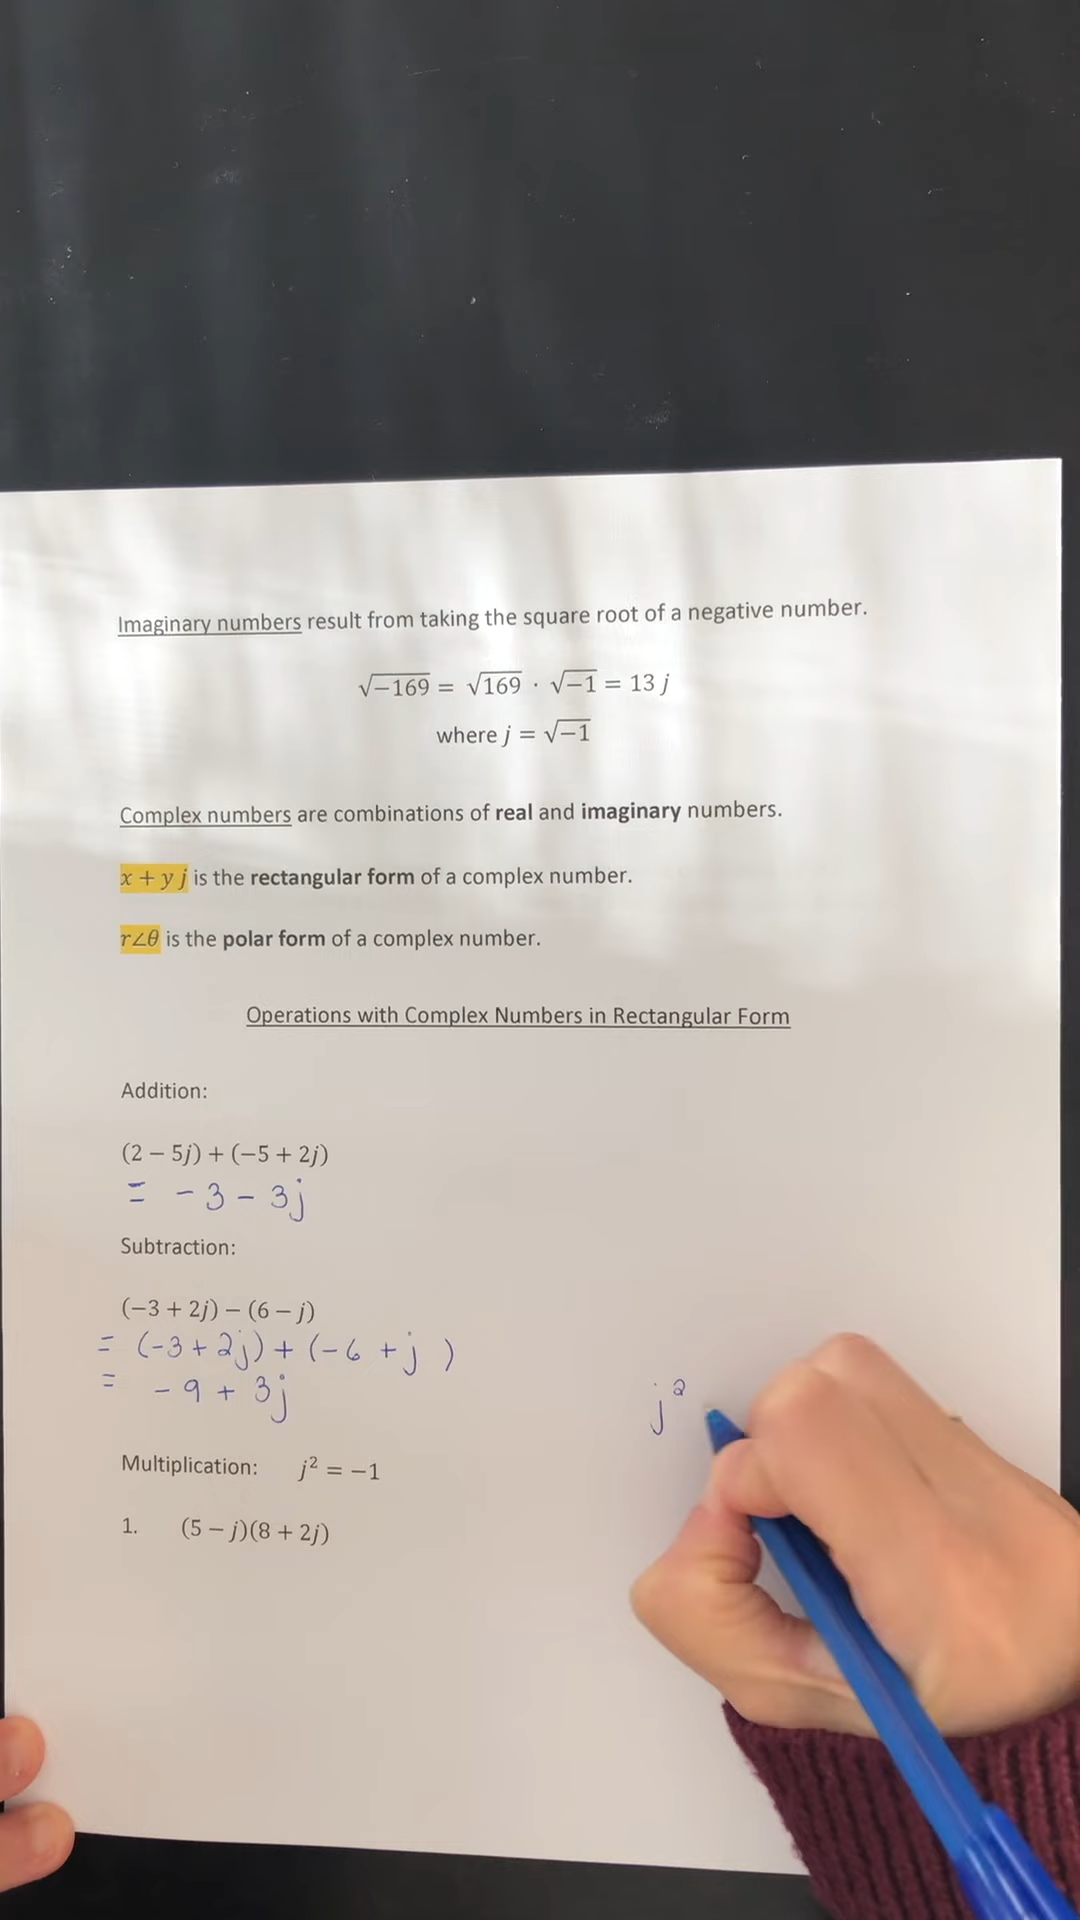 Imaginary numbers result from taking the square root of a negative number.
√−169 = √169 · √−1 = 13 j
where j = √−1
Complex numbers are combinations of real and imaginary numbers.
x + y j is the rectangular form of a complex number.
r∠θ is the polar form of a complex number.
Operations with Complex Numbers in Rectangular Form
Addition:
(2 − 5j) + (−5 + 2j)
= − 3 − 3j
Subtraction:
(−3 + 2j) − (6 − j)
= (−3 + 2j) + (−6 + j )
= − 9 + 3j
j²
Multiplication: j² = −1
1. (5 − j)(8 + 2j)